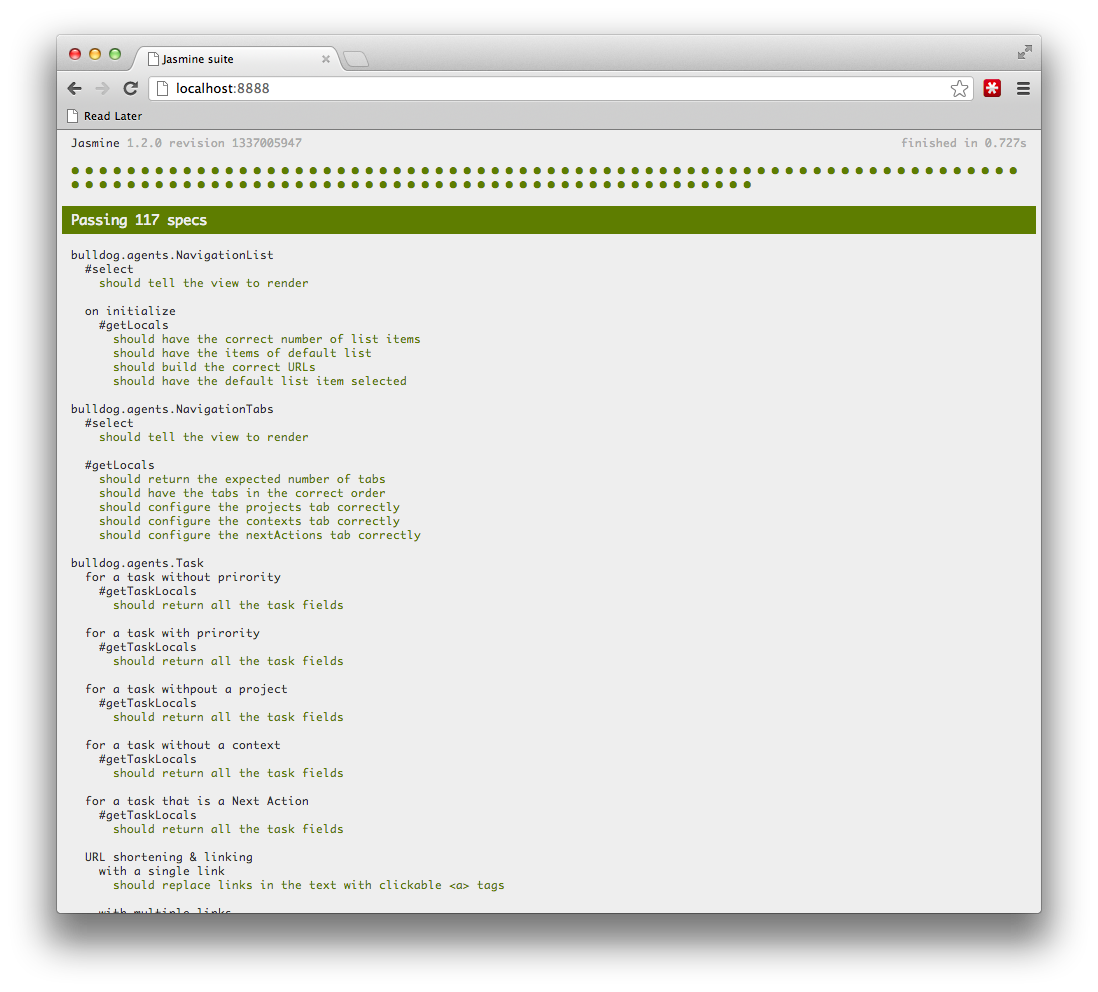 Jasmine suite
localhost:8888
Read Later
Jasmine 1.2.0 revision 1337005947 finished in 0.727s
Passing 117 specs
bulldog.agents.NavigationList
#select
should tell the view to render
on initialize
#getLocals
should have the correct number of list items
should have the items of default list
should build the correct URLs
should have the default list item selected
bulldog.agents.NavigationTabs
#select
should tell the view to render
#getLocals
should return the expected number of tabs
should have the tabs in the correct order
should configure the projects tab correctly
should configure the contexts tab correctly
should configure the nextActions tab correctly
bulldog.agents.Task
for a task without prirority
#getTaskLocals
should return all the task fields
for a task with prirority
#getTaskLocals
should return all the task fields
for a task withpout a project
#getTaskLocals
should return all the task fields
for a task without a context
#getTaskLocals
should return all the task fields
for a task that is a Next Action
#getTaskLocals
should return all the task fields
URL shortening & linking
with a single link
should replace links in the text with clickable <a> tags
with multiple links